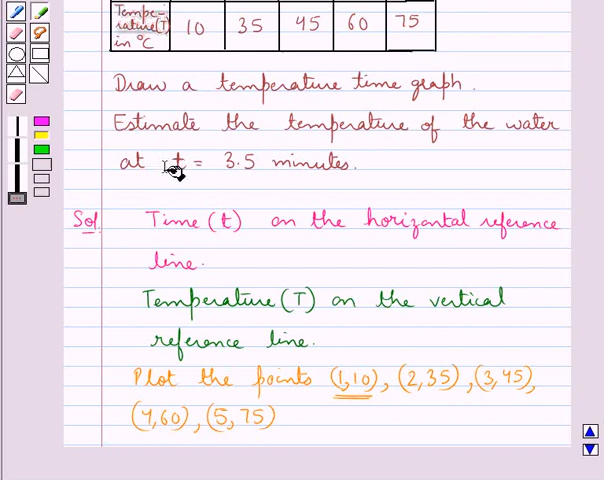 Tempe-
rature(T)
in °C
10 35 45 60 75
Draw a temperature time graph.
Estimate the temperature of the water
at t = 3.5 minutes.
Sol. Time (t) on the horizontal reference
line.
Temperature (T) on the vertical
reference line.
Plot the points (1,10), (2,35), (3,45),
(4,60), (5,75)